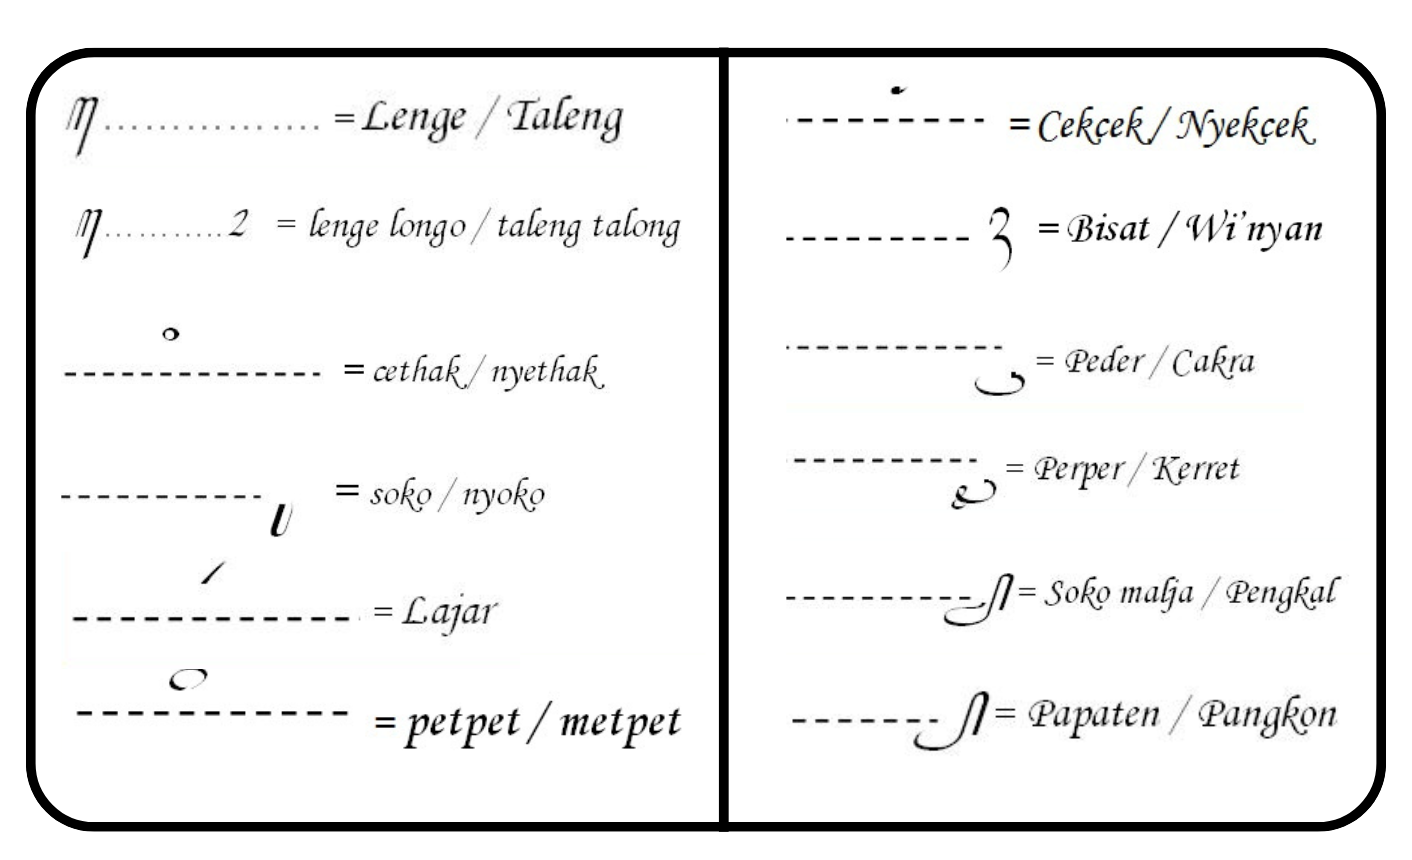 ꦺ................ = Lenge / Taleng
ꦺ...........ꦴ = lenge longo / taleng talong
------------- = cethak / nyethak
----------- = soko / nyoko
------------ = Lajar
----------- = petpet / metpet
---------- = Cekcek / Nyekcek
--------- = Bisat / Wi'nyan
----------- = Peder / Cakra
---------- = Perper / Kerret
---------- = Soko malja / Pengkal
------- = Papaten / Pangkon